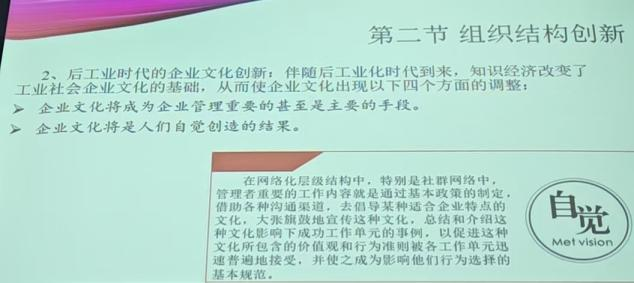 第二节 组织结构创新
2、后工业时代的企业文化创新：伴随后工业化时代到来，知识经济改变了
工业社会企业文化的基础，从而使企业文化出现以下四个方面的调整：
➢ 企业文化将成为企业管理重要的甚至是主要的手段。
➢ 企业文化将是人们自觉创造的结果。
在网络化层级结构中，特别是社群网络中，
管理者重要的工作内容就是通过基本政策的制定，
借助各种沟通渠道，去倡导某种适合企业特点的
文化，大张旗鼓地宣传这种文化，总结和介绍这
种文化影响下成功工作单元的事例，以促进这种
文化所包含的价值观和行为准则被各工作单元迅
速普遍地接受，并使之成为影响他们行为选择的
基本规范。
自觉
Met vision